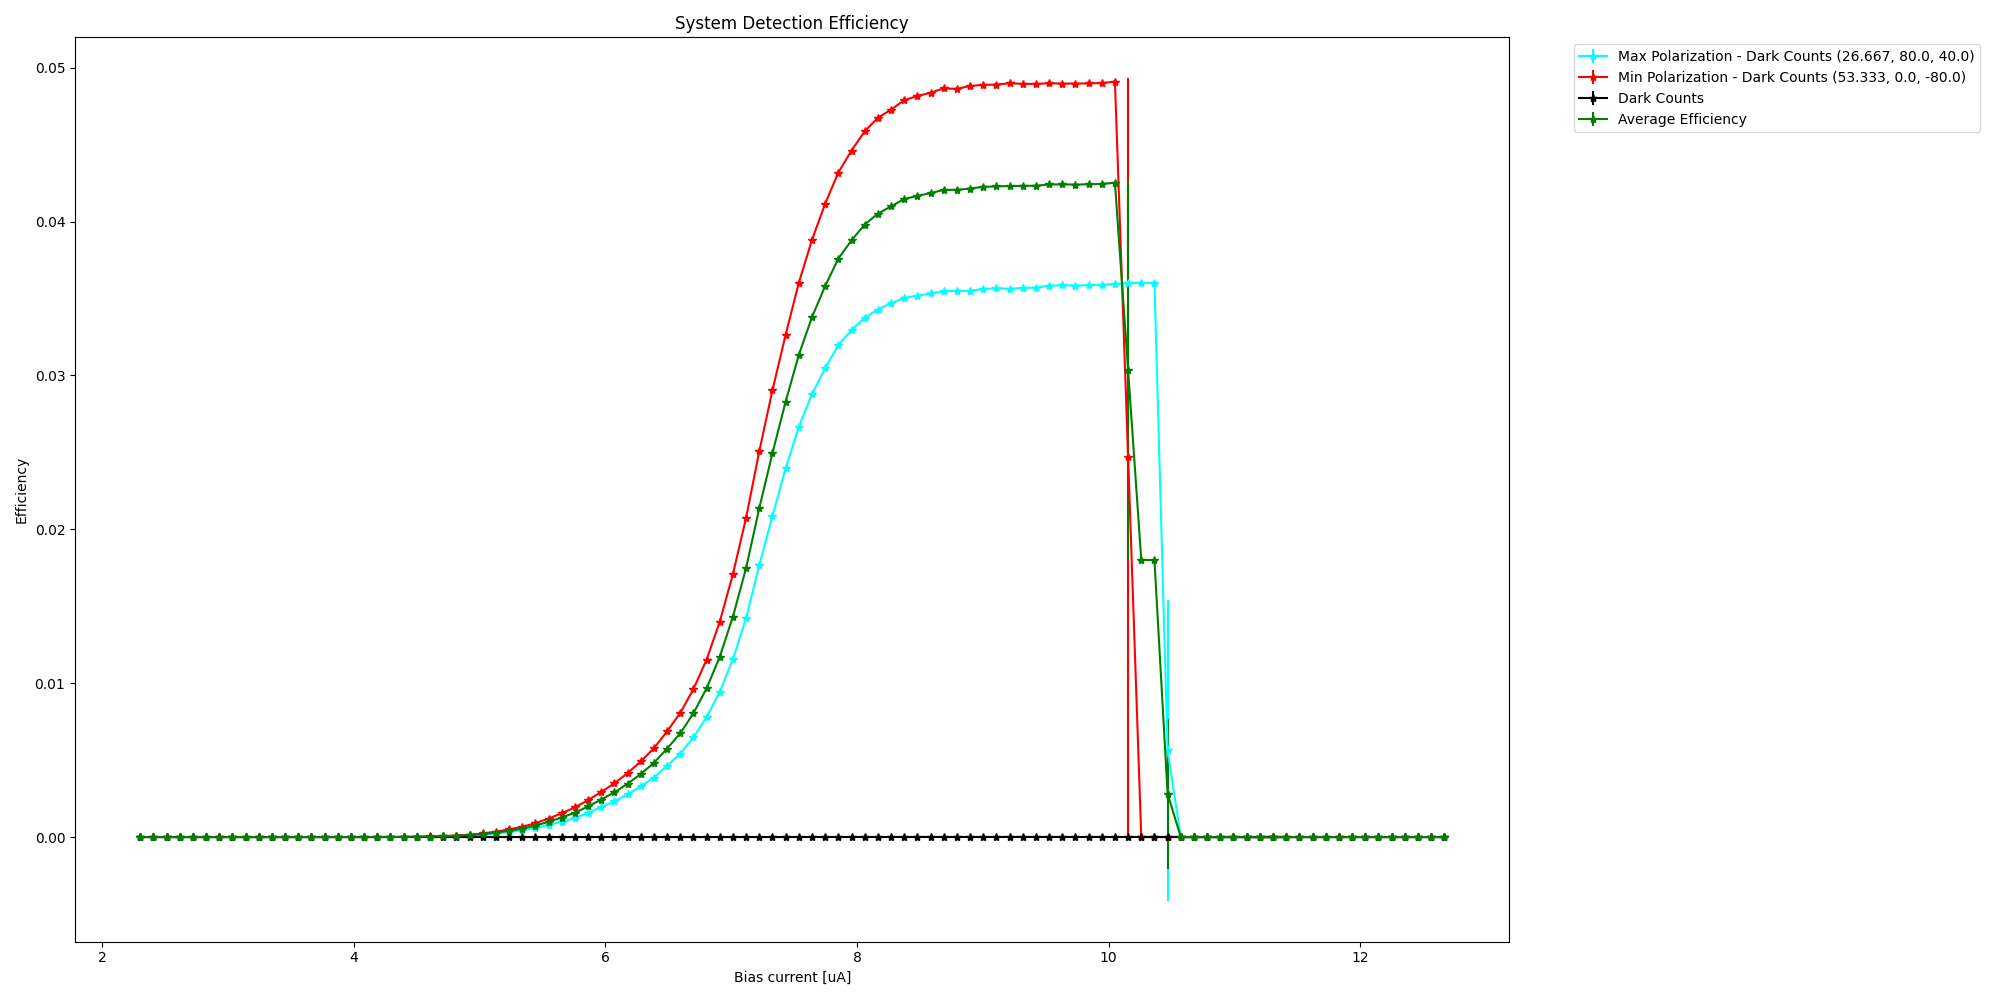 System Detection Efficiency
Max Polarization - Dark Counts (26.667, 80.0, 40.0)
Min Polarization - Dark Counts (53.333, 0.0, -80.0)
Dark Counts
Average Efficiency
0.05
0.04
0.03
0.02
0.01
0.00
Efficiency
2 4 6 8 10 12
Bias current [uA]